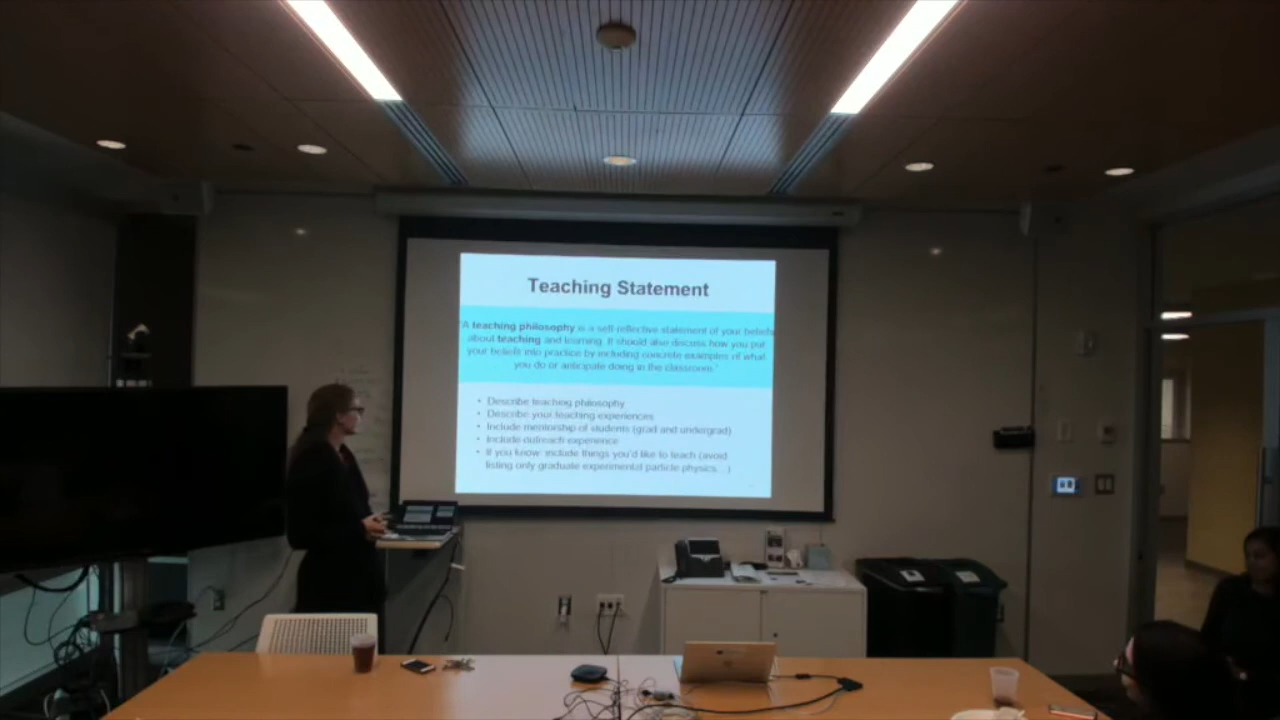 Teaching Statement
"A teaching philosophy is a self-reflective statement of your beliefs
about teaching and learning. It should also discuss how you put
your beliefs into practice by including concrete examples of what
you do or anticipate doing in the classroom."
• Describe teaching philosophy
• Describe your teaching experiences
• Include mentorship of students (grad and undergrad)
• Include outreach experience
• If you know: include things you'd like to teach (avoid
listing only graduate experimental particle physics...)